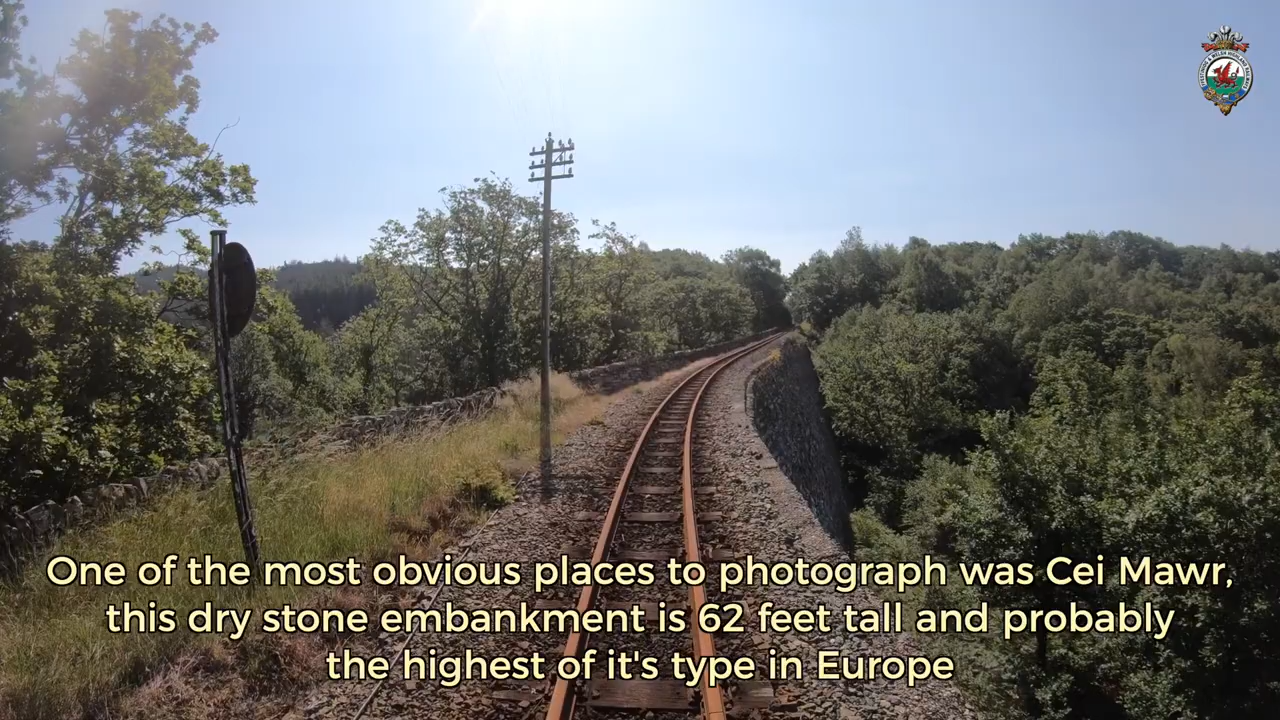 One of the most obvious places to photograph was Cei Mawr,
this dry stone embankment is 62 feet tall and probably
the highest of it's type in Europe